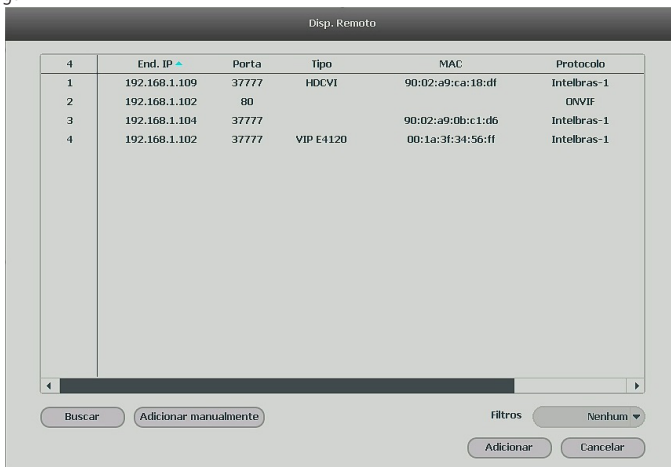 Disp. Remoto
4 End. IP Porta Tipo MAC Protocolo
1 192.168.1.109 37777 HDCVI 90:02:a9:ca:18:df Intelbras-1
2 192.168.1.102 80 ONVIF
3 192.168.1.104 37777 90:02:a9:0b:c1:d6 Intelbras-1
4 192.168.1.102 37777 VIP E4120 00:1a:3f:34:56:ff Intelbras-1
Buscar Adicionar manualmente Filtros Nenhum
Adicionar Cancelar